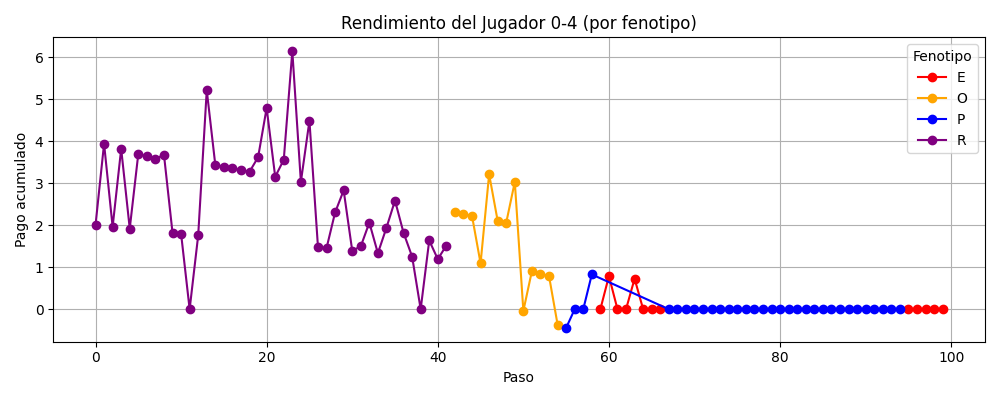 Rendimiento del Jugador 0-4 (por fenotipo)
Pago acumulado
6
5
4
3
2
1
0
0
20
40
60
80
100
Paso
Fenotipo
E
O
P
R